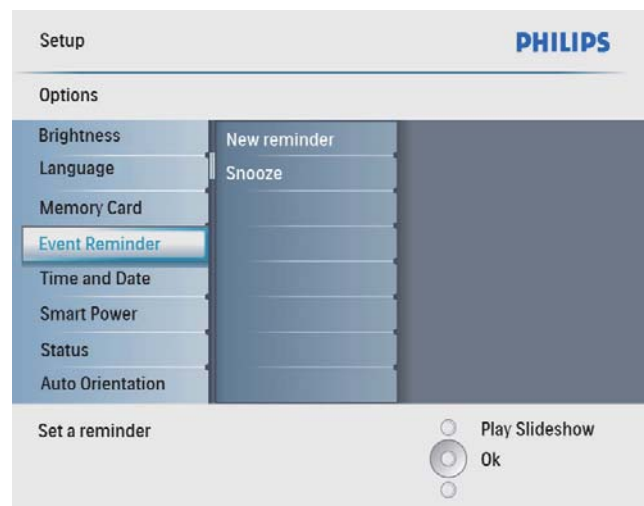 Setup
PHILIPS
Options
Brightness
Language
Memory Card
Event Reminder
Time and Date
Smart Power
Status
Auto Orientation
New reminder
Snooze
Set a reminder
Play Slideshow
Ok